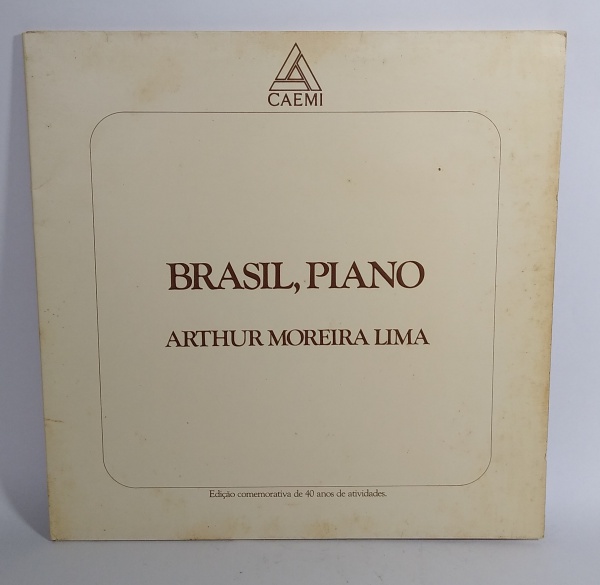 CAEMI
BRASIL, PIANO
ARTHUR MOREIRA LIMA
Edição comemorativa de 40 anos de atividades.